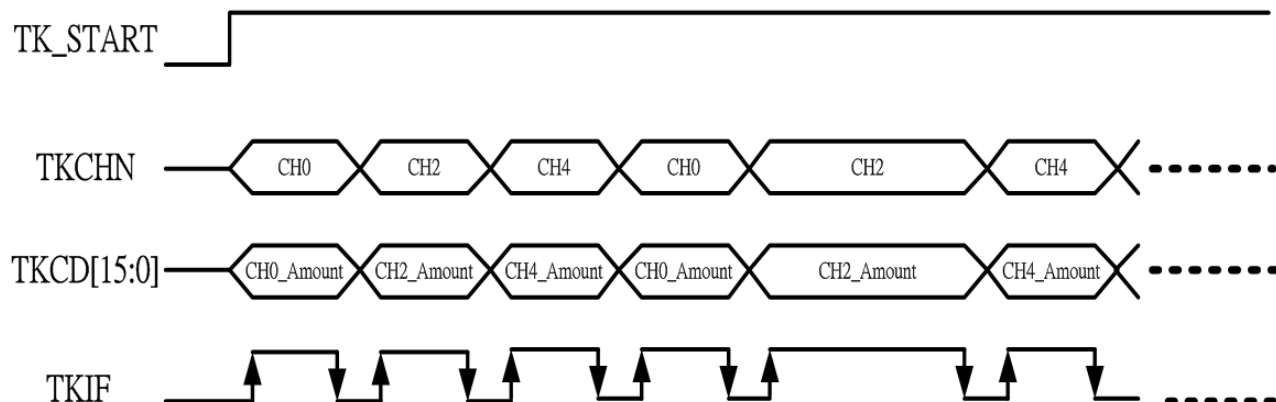 TK_START
TKCHN CH0 CH2 CH4 CH0 CH2 CH4
TKCD[15:0] CH0_Amount CH2_Amount CH4_Amount CH0_Amount CH2_Amount CH4_Amount
TKIF